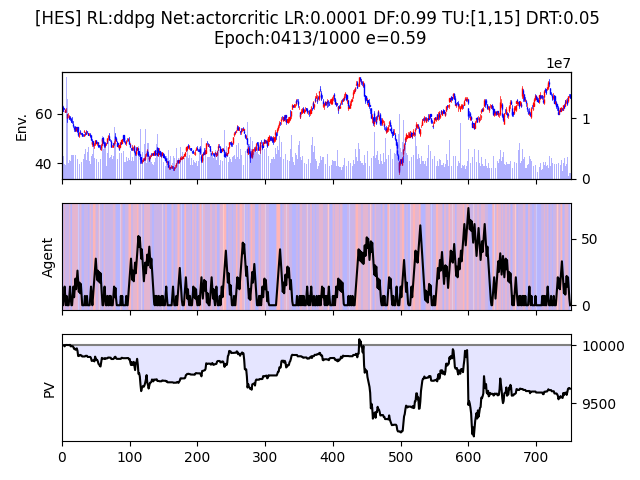 [HES] RL:ddpg Net:actorcritic LR:0.0001 DF:0.99 TU:[1,15] DRT:0.05
Epoch:0413/1000 e=0.59
1e7
Env.
60
40
1
0
Agent
50
0
PV
10000
9500
0 100 200 300 400 500 600 700